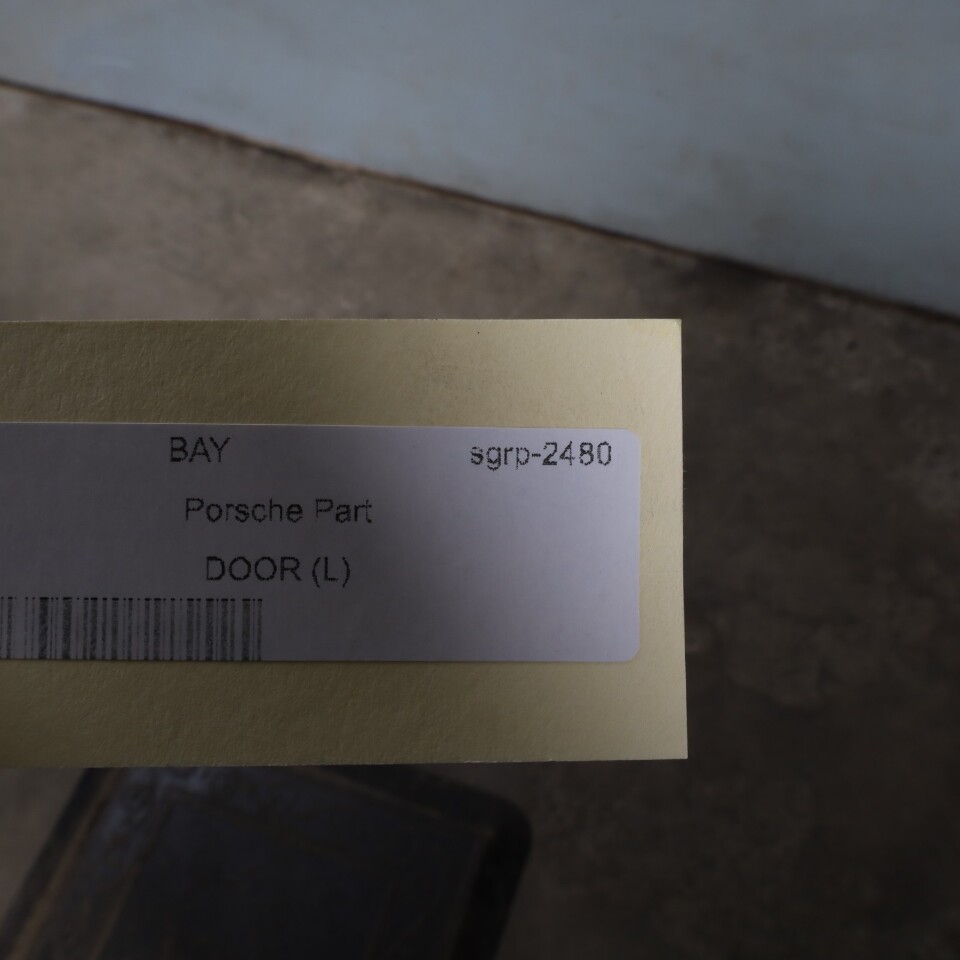 BAY sgrp-2480
Porsche Part
DOOR (L)